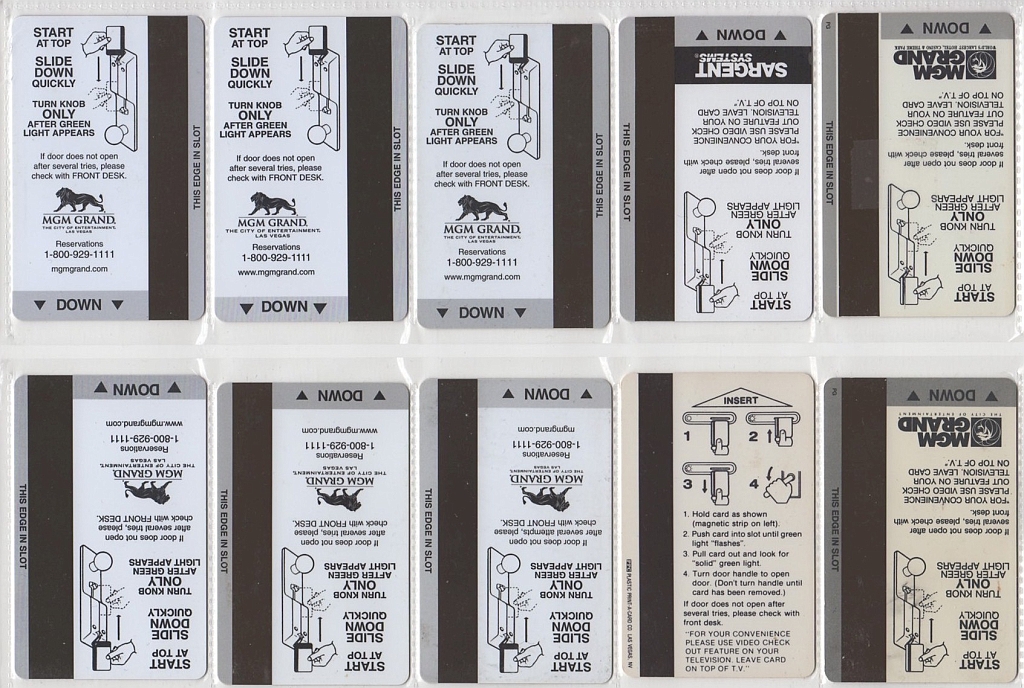 START
AT TOP
SLIDE
DOWN
QUICKLY
TURN KNOB
ONLY
AFTER GREEN
LIGHT APPEARS
If door does not open
after several tries, please
check with FRONT DESK.
MGM GRAND.
THE CITY OF ENTERTAINMENT.
LAS VEGAS
Reservations
1-800-929-1111
mgmgrand.com
▼ DOWN ▼
THIS EDGE IN SLOT
START
AT TOP
SLIDE
DOWN
QUICKLY
TURN KNOB
ONLY
AFTER GREEN
LIGHT APPEARS
If door does not open
after several tries, please
check with FRONT DESK.
MGM GRAND.
THE CITY OF ENTERTAINMENT.
LAS VEGAS
Reservations
1-800-929-1111
www.mgmgrand.com
▼ DOWN ▼
THIS EDGE IN SLOT
START
AT TOP
SLIDE
DOWN
QUICKLY
TURN KNOB
ONLY
AFTER GREEN
LIGHT APPEARS
If door does not open
after several tries, please
check with FRONT DESK.
MGM GRAND.
THE CITY OF ENTERTAINMENT.
LAS VEGAS
Reservations
1-800-929-1111
www.mgmgrand.com
▼ DOWN ▼
THIS EDGE IN SLOT
START
AT TOP
SLIDE
DOWN
QUICKLY
TURN KNOB
ONLY
AFTER GREEN
LIGHT APPEARS
If door does not open after
several tries, please check with
front desk.
"FOR YOUR CONVENIENCE
PLEASE USE VIDEO CHECK
OUT FEATURE ON YOUR
TELEVISION. LEAVE CARD
ON TOP OF T.V."
SARGENT
SYSTEMS®
▼ DOWN ▼
THIS EDGE IN SLOT
START
AT TOP
SLIDE
DOWN
QUICKLY
TURN KNOB
ONLY
AFTER GREEN
LIGHT APPEARS
If door does not open after
several tries, please check with
front desk.
"FOR YOUR CONVENIENCE
PLEASE USE VIDEO CHECK
OUT FEATURE ON YOUR
TELEVISION. LEAVE CARD
ON TOP OF T.V."
MGM
GRAND
WORLD'S LARGEST HOTEL, CASINO & THEME PARK
▼ DOWN ▼
THIS EDGE IN SLOT
START
AT TOP
SLIDE
DOWN
QUICKLY
TURN KNOB
ONLY
AFTER GREEN
LIGHT APPEARS
If door does not open
after several tries, please
check with FRONT DESK.
MGM GRAND.
THE CITY OF ENTERTAINMENT.
LAS VEGAS
Reservations
1-800-929-1111
www.mgmgrand.com
▼ DOWN ▼
THIS EDGE IN SLOT
START
AT TOP
SLIDE
DOWN
QUICKLY
TURN KNOB
ONLY
AFTER GREEN
LIGHT APPEARS
If door does not open
after several tries, please
check with FRONT DESK.
MGM GRAND.
THE CITY OF ENTERTAINMENT.
LAS VEGAS
Reservations
1-800-929-1111
www.mgmgrand.com
▼ DOWN ▼
THIS EDGE IN SLOT
START
AT TOP
SLIDE
DOWN
QUICKLY
TURN KNOB
ONLY
AFTER GREEN
LIGHT APPEARS
If door does not open
after several attempts, please
check with FRONT DESK.
MGM GRAND.
THE CITY OF ENTERTAINMENT.
LAS VEGAS
Reservations
1-800-929-1111
www.mgmgrand.com
▼ DOWN ▼
THIS EDGE IN SLOT
INSERT
1 2
3 4
1. Hold card as shown
(magnetic strip on left).
2. Push card into slot until green
light "flashes".
3. Pull card out and look for
"solid" green light.
4. Turn door handle to open
door. (Don't turn handle until
card has been removed.)
If door does not open after
several tries, please check with
front desk.
"FOR YOUR CONVENIENCE
PLEASE USE VIDEO CHECK
OUT FEATURE ON YOUR
TELEVISION. LEAVE CARD
ON TOP OF T.V."
PLASTIC PRINT-A-CARD CO. LAS VEGAS, NV
START
AT TOP
SLIDE
DOWN
QUICKLY
TURN KNOB
ONLY
AFTER GREEN
LIGHT APPEARS
If door does not open after
several tries, please check with
front desk.
"FOR YOUR CONVENIENCE
PLEASE USE VIDEO CHECK
OUT FEATURE ON YOUR
TELEVISION. LEAVE CARD
ON TOP OF T.V."
MGM
GRAND
THE CITY OF ENTERTAINMENT
▼ DOWN ▼
THIS EDGE IN SLOT